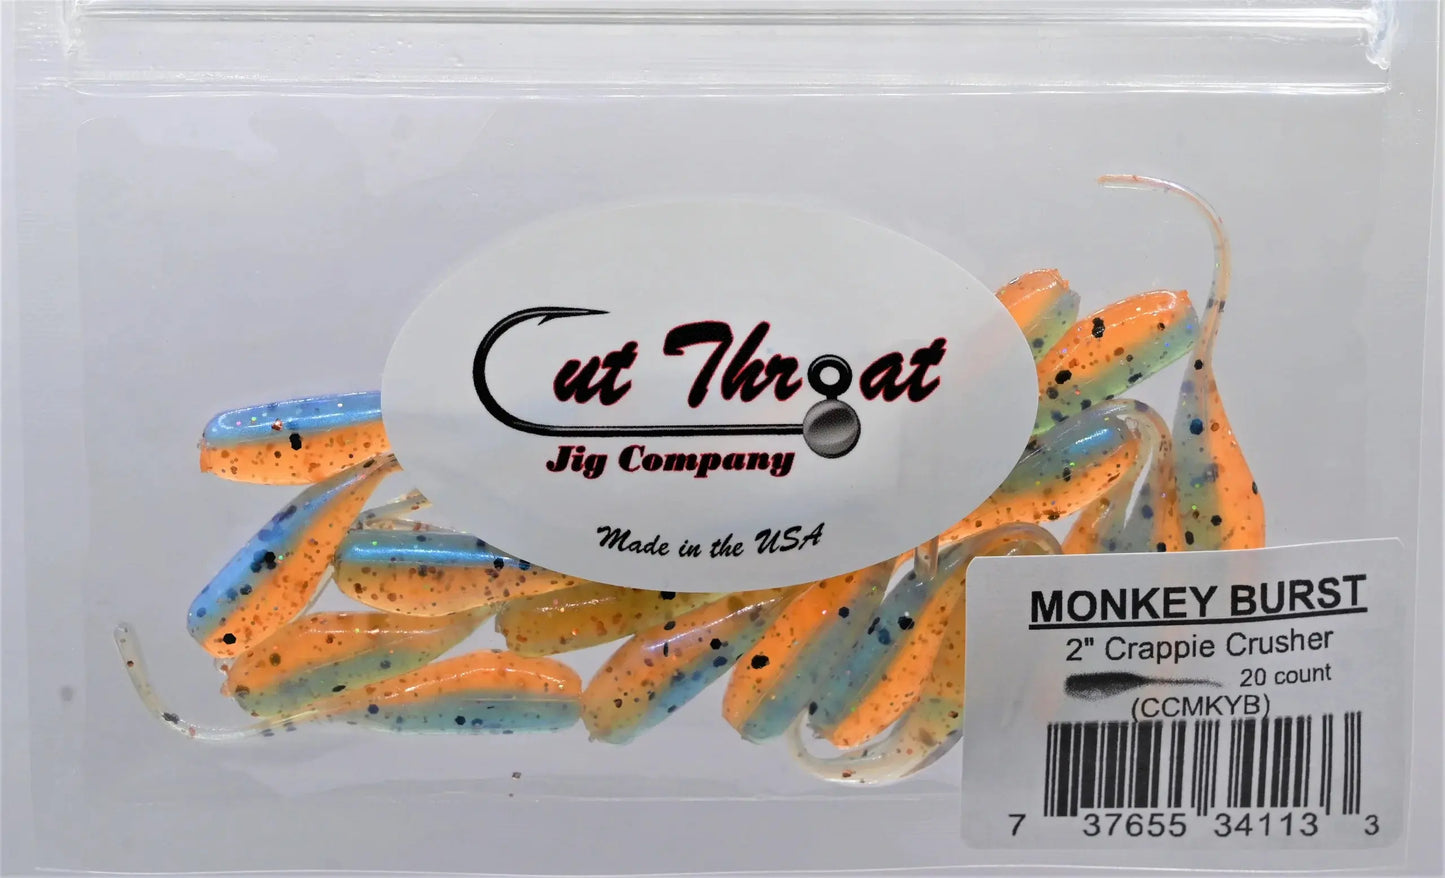 Cut Throat
Jig Company
Made in the USA
MONKEY BURST
2" Crappie Crusher
20 count
(CCMKYB)
7 37655 34113 3